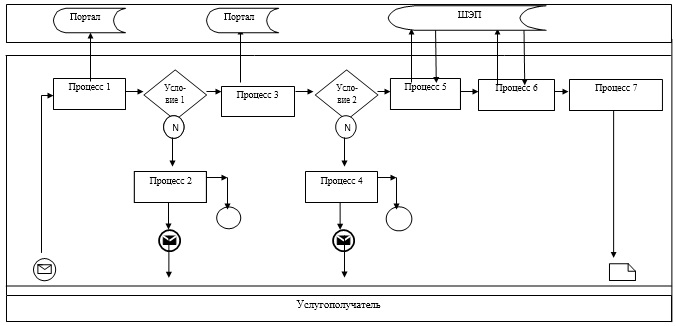 Портал
Портал
ШЭП
Процесс 1
Усло-
вие 1
Процесс 3
Усло-
вие 2
Процесс 5
Процесс 6
Процесс 7
N
N
Процесс 2
Процесс 4
Услугополучатель